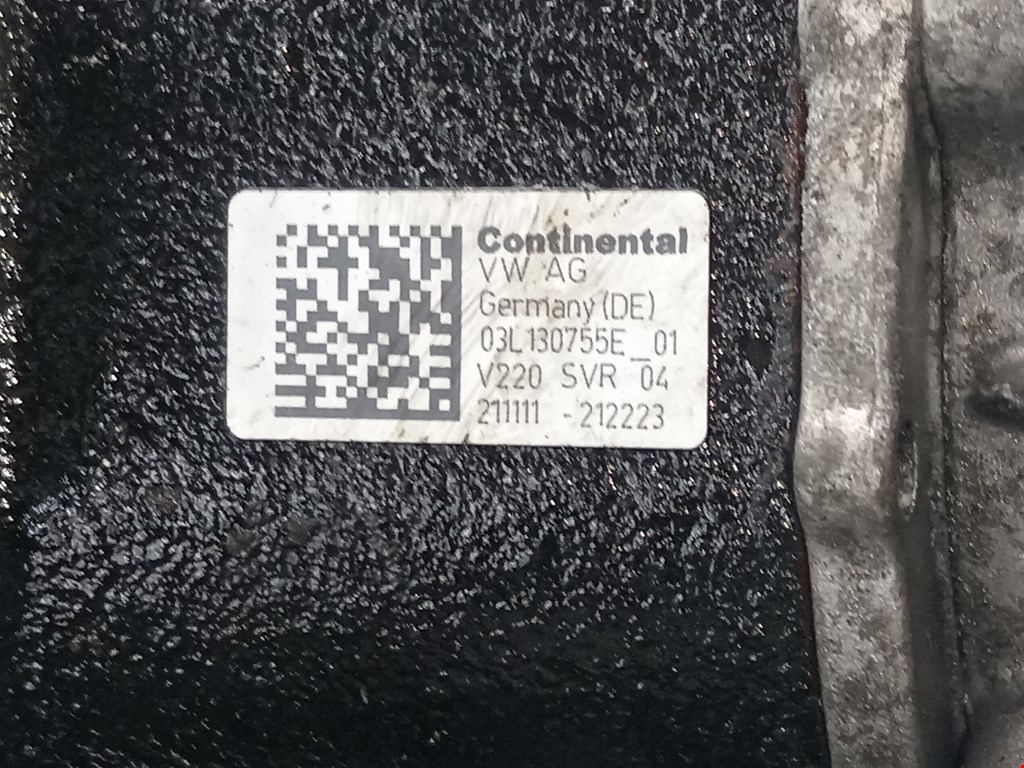 Continental
VW AG
Germany (DE)
03L130755E_01
V220 SVR 04
211111 -212223